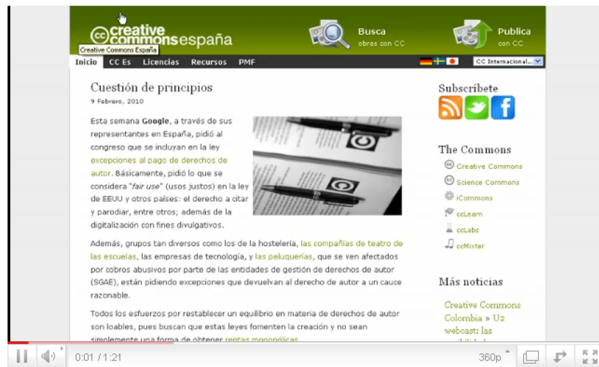 creative
commons españa
Creative Commons España
Busca
obras con CC
Publica
con CC
Inicio CC Es Licencias Recursos PMF
CC Internacional...
Cuestión de principios
9 Febrero, 2010
Esta semana Google, a través de sus
representantes en España, pidió al
congreso que se incluyan en la ley
excepciones al pago de derechos de
autor. Básicamente, pidió lo que se
considera "fair use" (usos justos) en la ley
de EEUU y otros países: el derecho a citar
y parodiar, entre otros; además de la
digitalización con fines divulgativos.
Además, grupos tan diversos como los de la hostelería, las compañías de teatro de
las escuelas, las empresas de tecnología, y las peluquerías, que se ven afectados
por cobros abusivos por parte de las entidades de gestión de derechos de autor
(SGAE), están pidiendo excepciones que devuelvan al derecho de autor a un cauce
razonable.
Todos los esfuerzos por restablecer un equilibrio en materia de derechos de autor
son loables, pues buscan que estas leyes fomenten la creación y no sean
simplemente una forma de obtener rentas monopólicas.
Subscríbete
The Commons
Creative Commons
Science Commons
iCommons
ccLearn
ccLabs
ccMixter
Más noticias
Creative Commons
Colombia » U2
webcast: las
0:01 / 1:21
360p